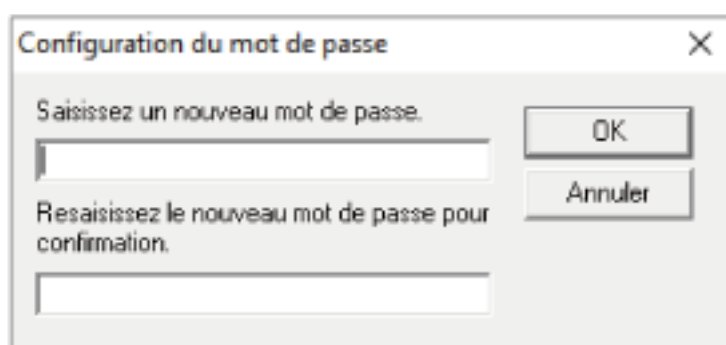 Configuration du mot de passe
Saisissez un nouveau mot de passe.
OK
Annuler
Resaisissez le nouveau mot de passe pour
confirmation.